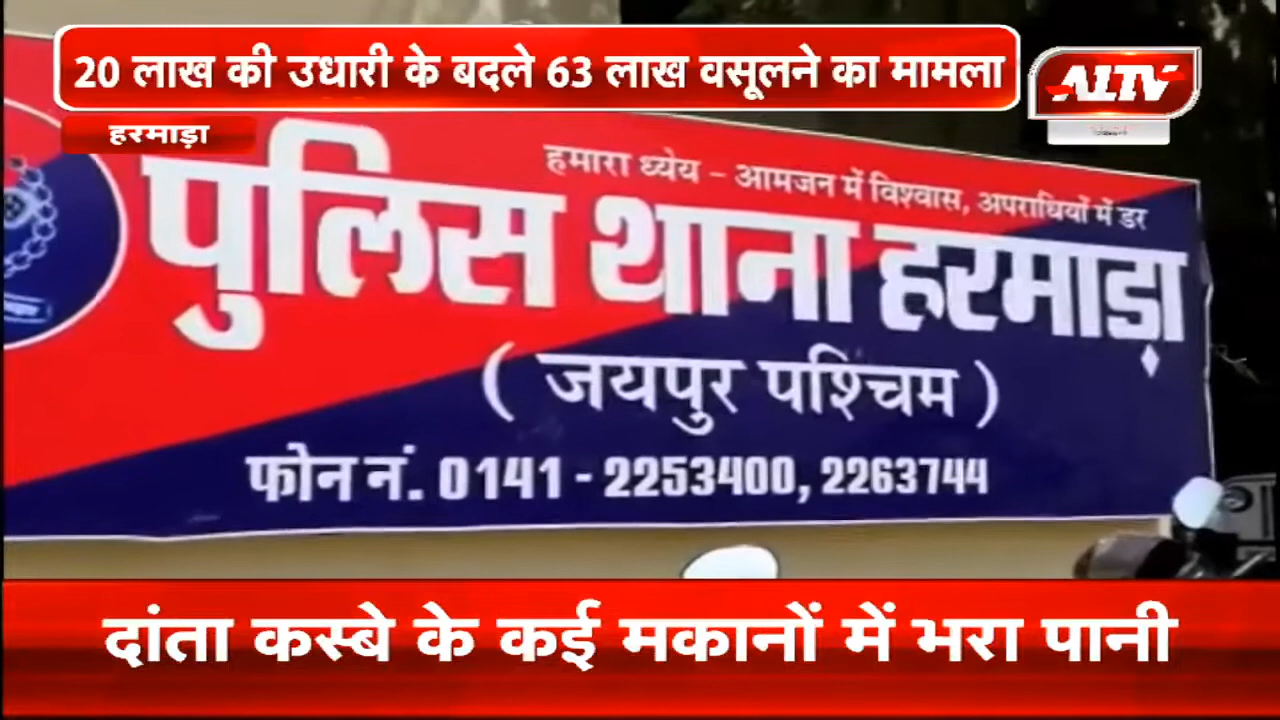 20 लाख की उधारी के बदले 63 लाख वसूलने का मामला
ALTV
हरमाड़ा
हमारा ध्येय - आमजन में विश्वास, अपराधियों में डर
पुलिस थाना हरमाड़ा
( जयपुर पश्चिम )
फोन नं. 0141 - 2253400, 2263744
दांता कस्बे के कई मकानों में भरा पानी